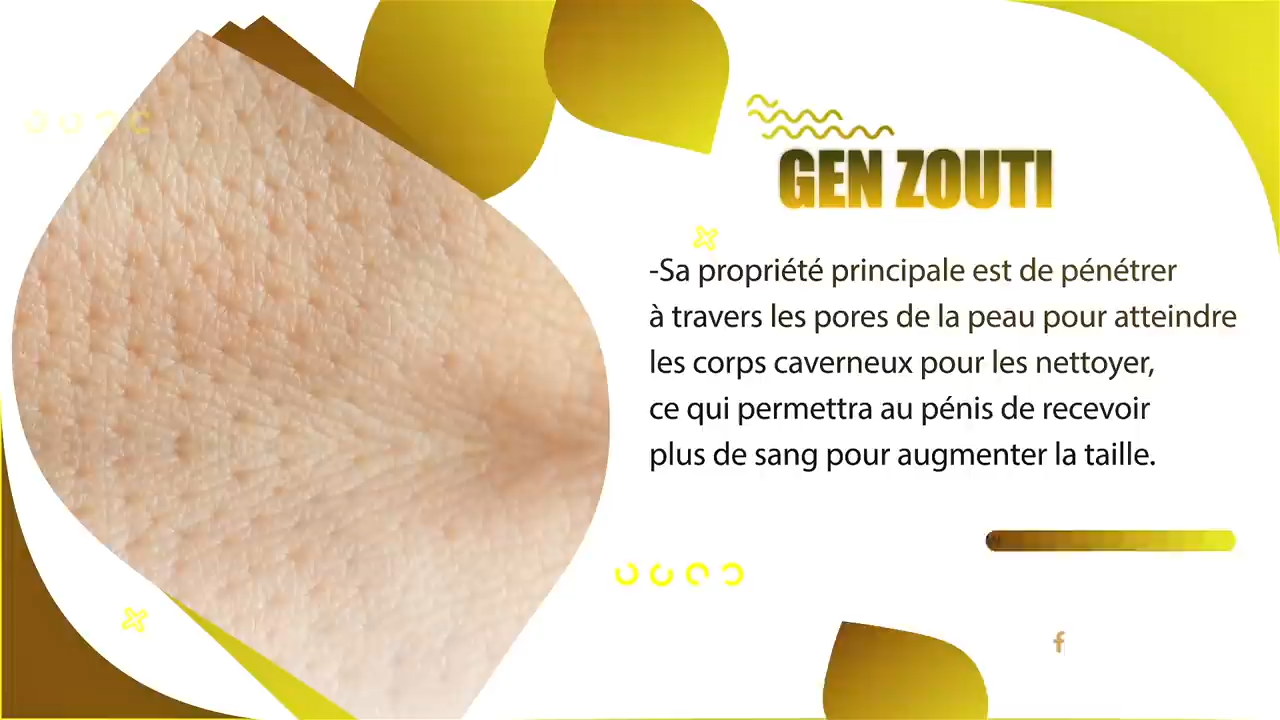 GEN ZOUTI
-Sa propriété principale est de pénétrer
à travers les pores de la peau pour atteindre
les corps caverneux pour les nettoyer,
ce qui permettra au pénis de recevoir
plus de sang pour augmenter la taille.
f